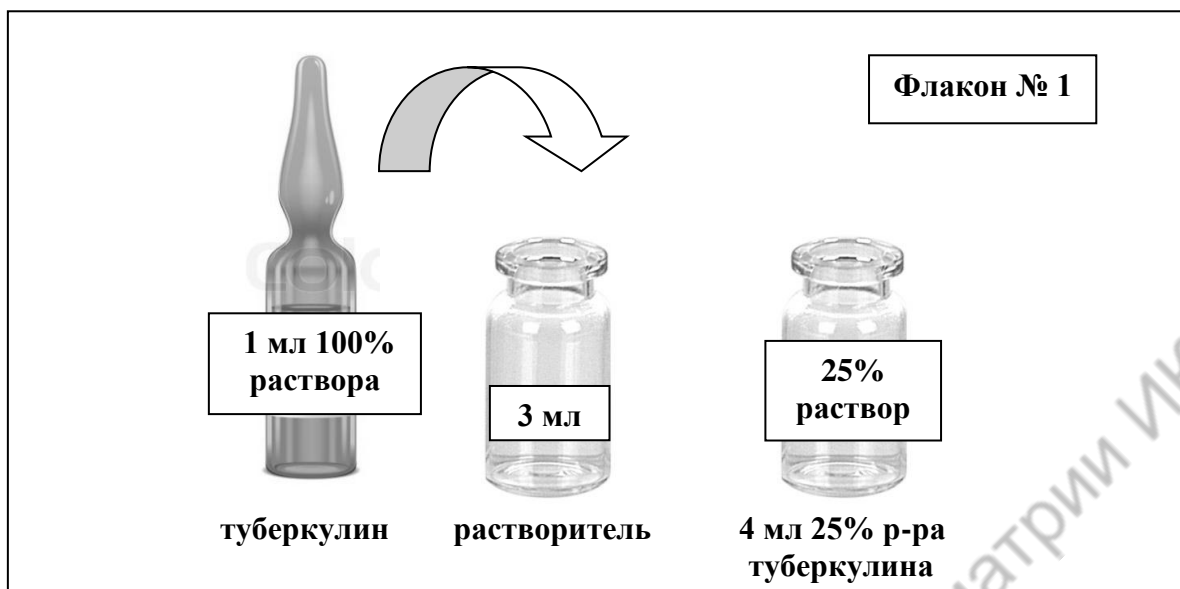 Флакон № 1
1 мл 100%
раствора
3 мл
25%
раствор
туберкулин
растворитель
4 мл 25% р-ра
туберкулина